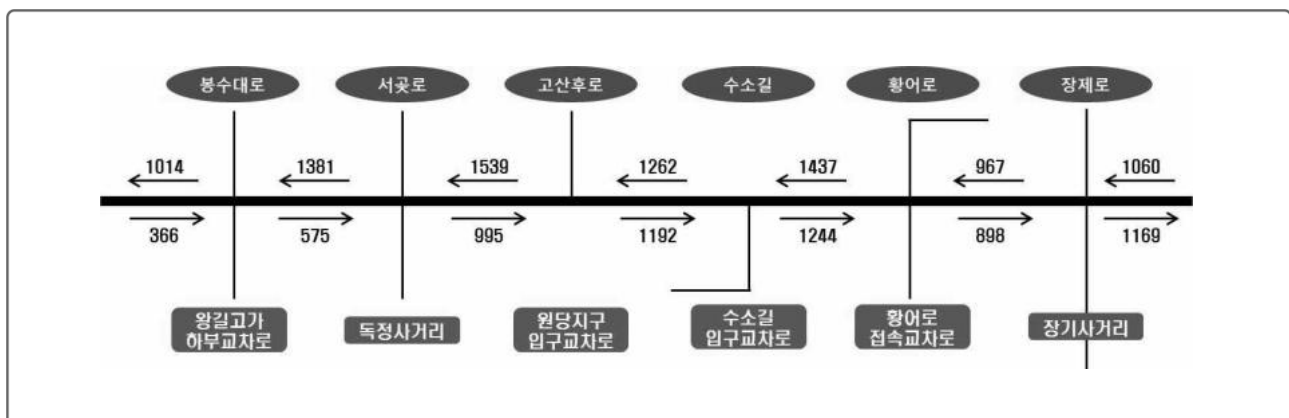 봉수대로
서곶로
고산후로
수소길
황어로
장제로
1014
1381
1539
1262
1437
967
1060
366
575
995
1192
1244
898
1169
왕길고가
하부교차로
독정사거리
원당지구
입구교차로
수소길
입구교차로
황어로
접속교차로
장기사거리